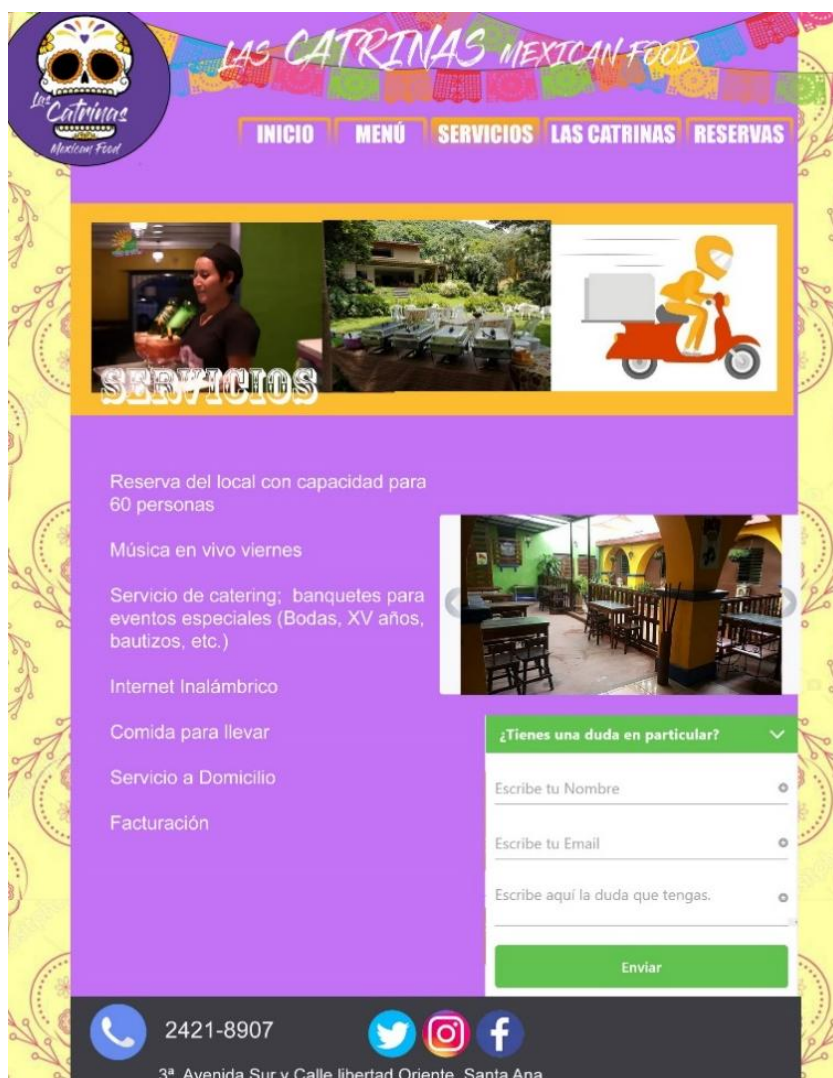 LAS CATRINAS MEXICAN FOOD
Las
Catrinas
Mexican Food
INICIO MENÚ SERVICIOS LAS CATRINAS RESERVAS
SERVICIOS
Reserva del local con capacidad para
60 personas
Música en vivo viernes
Servicio de catering; banquetes para
eventos especiales (Bodas, XV años,
bautizos, etc.)
Internet Inalámbrico
Comida para llevar
Servicio a Domicilio
Facturación
¿Tienes una duda en particular?
Escribe tu Nombre
Escribe tu Email
Escribe aquí la duda que tengas.
Enviar
2421-8907
3ª Avenida Sur y Calle libertad Oriente, Santa Ana